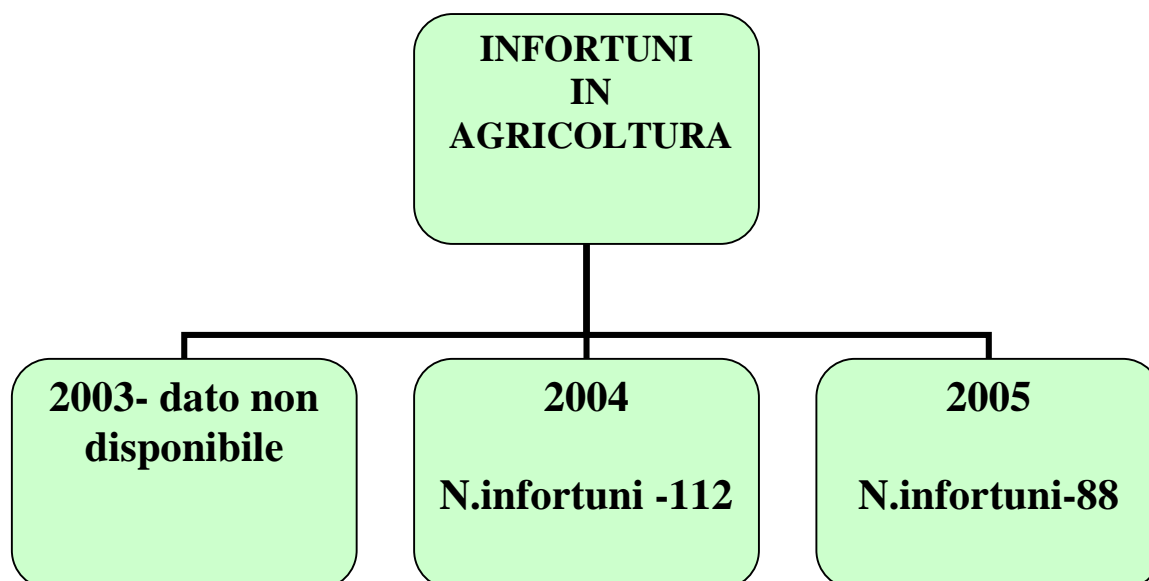 INFORTUNI
IN
AGRICOLTURA
2003- dato non
disponibile
2004
N.infortuni -112
2005
N.infortuni-88